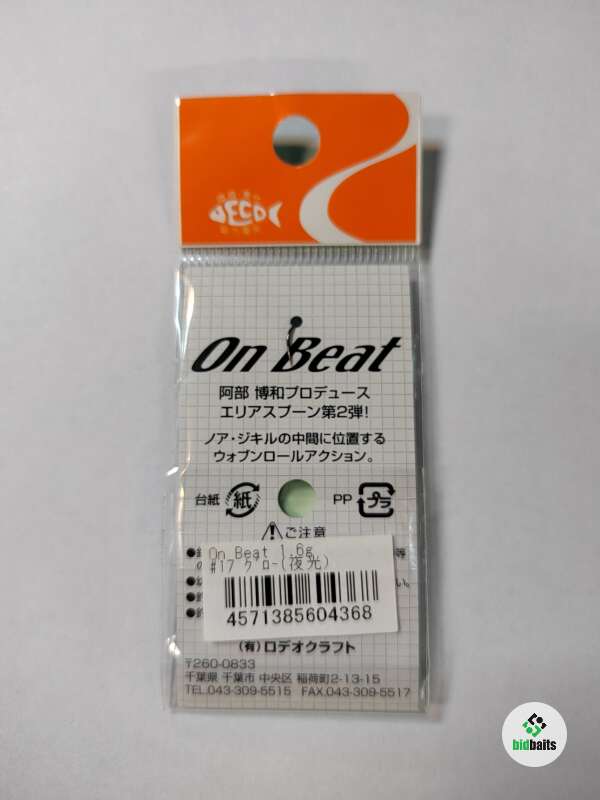 DECO
On Beat
阿部 博和プロデュース
エリアスプーン第2弾!
ノア・ジキルの中間に位置する
ウォブンロールアクション。
台紙 紙 PP プラ
ご注意
On Beat 1.6g
#17 グロー(夜光)
4571385604368
(有)ロデオクラフト
〒260-0833
千葉県 千葉市 中央区 稲荷町2-13-15
TEL.043-309-5515 FAX.043-309-5517
bidbaits